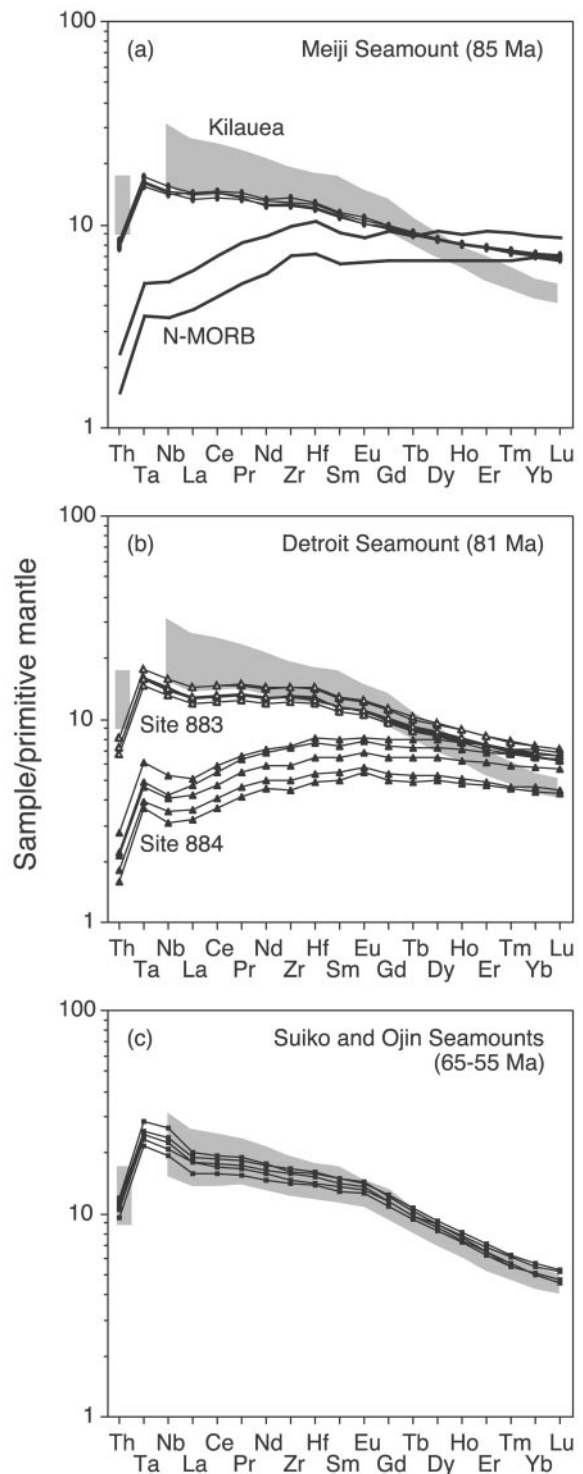 Sample/primitive mantle
100
(a)
Meiji Seamount (85 Ma)
Kilauea
10
N-MORB
1
Th Nb Ce Nd Hf Eu Tb Ho Tm Lu
Ta La Pr Zr Sm Gd Dy Er Yb
100
(b)
Detroit Seamount (81 Ma)
10
Site 883
Site 884
1
Th Nb Ce Nd Hf Eu Tb Ho Tm Lu
Ta La Pr Zr Sm Gd Dy Er Yb
100
(c)
Suiko and Ojin Seamounts
(65-55 Ma)
10
1
Th Nb Ce Nd Hf Eu Tb Ho Tm Lu
Ta La Pr Zr Sm Gd Dy Er Yb